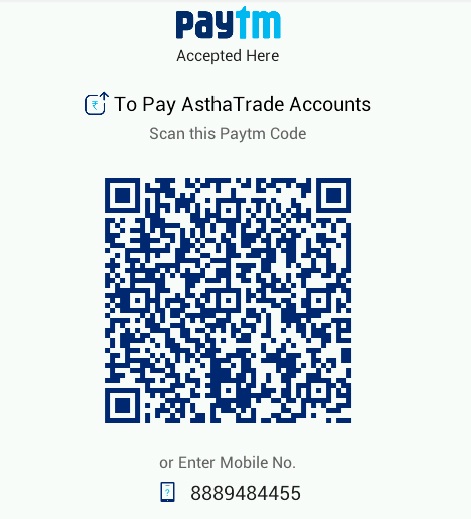 paytm
Accepted Here
To Pay AsthaTrade Accounts
Scan this Paytm Code
or Enter Mobile No.
8889484455